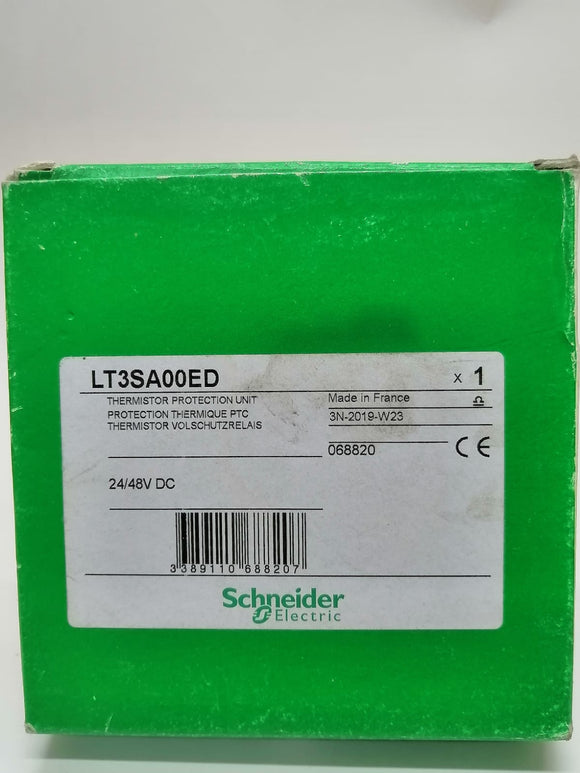 LT3SA00ED x 1
THERMISTOR PROTECTION UNIT
PROTECTION THERMIQUE PTC
THERMISTOR VOLSCHUTZRELAIS
Made in France
3N-2019-W23
068820 CE
24/48V DC
3 389110 688207
Schneider
Electric